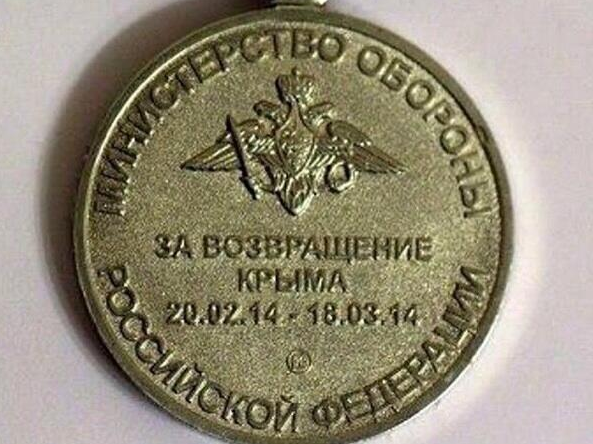 МИНИСТЕРСТВО ОБОРОНЫ
ЗА ВОЗВРАЩЕНИЕ
КРЫМА
20.02.14 - 18.03.14
РОССИЙСКОЙ ФЕДЕРАЦИИ